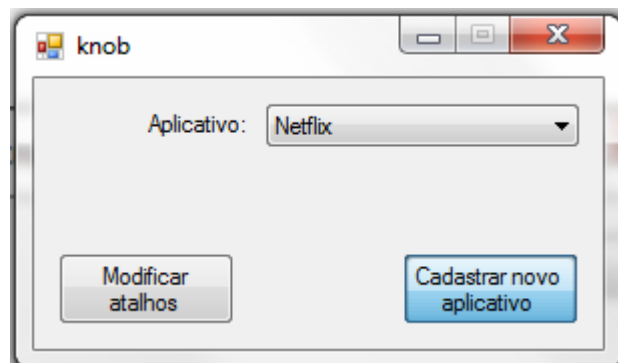 knob
Aplicativo: Netflix
Modificar
atalhos
Cadastrar novo
aplicativo